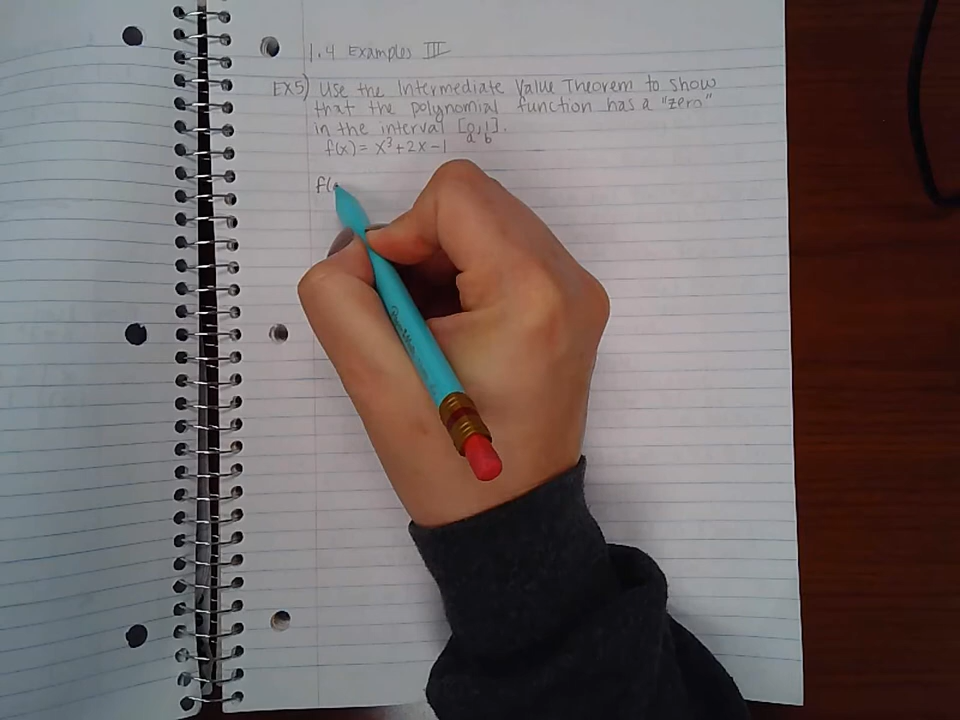 1.4 Examples III
EX5) Use the Intermediate Value Theorem to show
that the polynomial function has a "zero"
in the interval [0,1].
a b
f(x) = x³+2x-1
f(